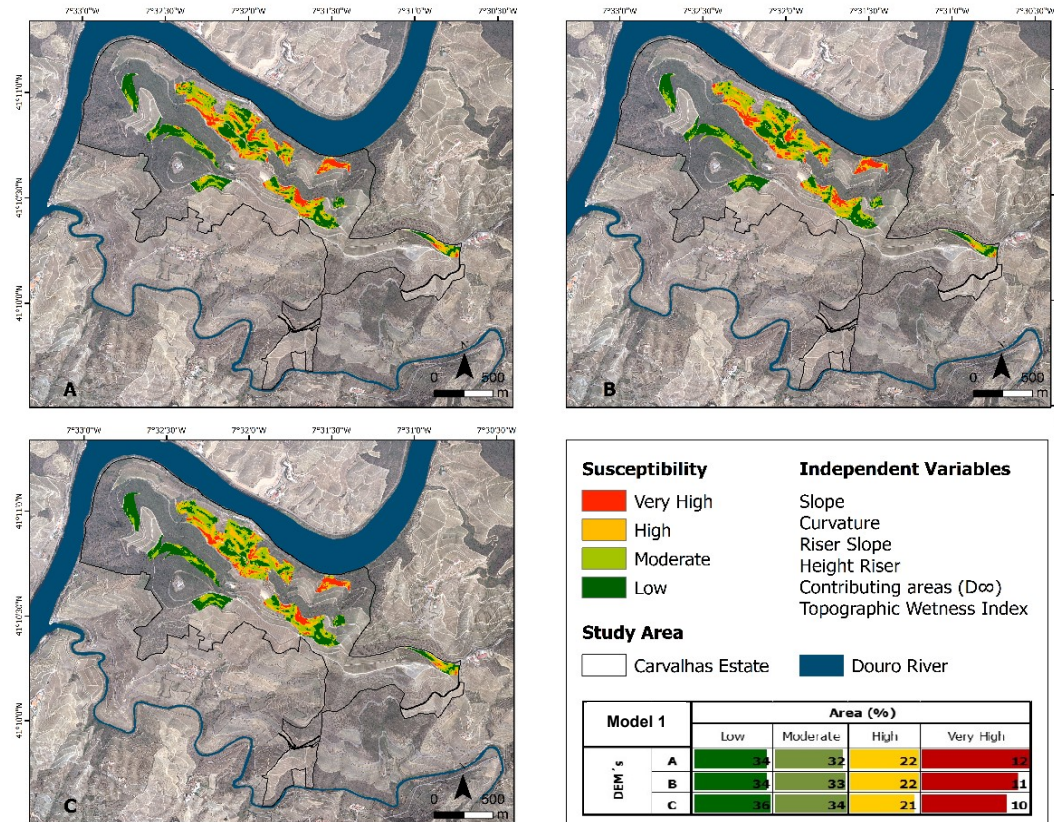 7°33'0"W 7°32'30"W 7°32'0"W 7°31'30"W 7°31'0"W 7°30'30"W
7°33'0"W 7°32'30"W 7°32'0"W 7°31'30"W 7°31'0"W 7°30'30"W
41°10'30"N
41°10'0"N
N
0 500
m
A
N
0 500
m
B
7°33'0"W 7°32'30"W 7°32'0"W 7°31'30"W 7°31'0"W 7°30'30"W
41°10'30"N
41°10'0"N
N
0 500
m
C
Susceptibility
Very High
High
Moderate
Low
Independent Variables
Slope
Curvature
Riser Slope
Height Riser
Contributing areas (D∞)
Topographic Wetness Index
Study Area
Carvalhas Estate
Douro River
Model 1 Area (%)
Low Moderate High Very High
DEM´s
A 34 32 22 12
B 34 33 22 11
C 36 34 21 10